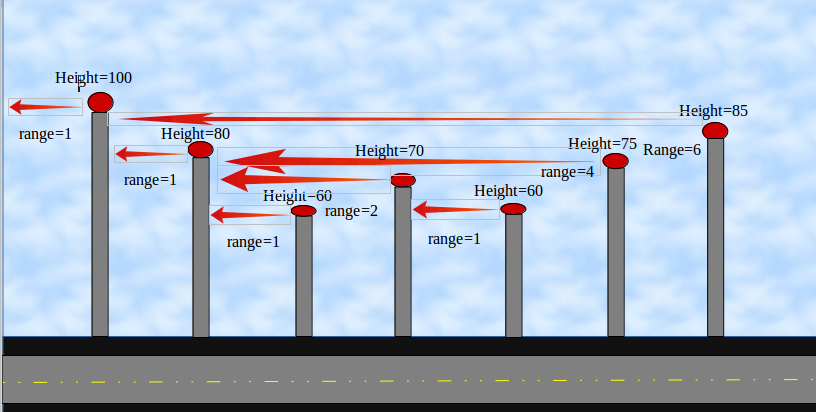 Height=100
range=1
Height=80
range=1
Height=60
range=1
Height=70
range=2
Height=60
range=1
Height=75
range=4
Height=85
Range=6